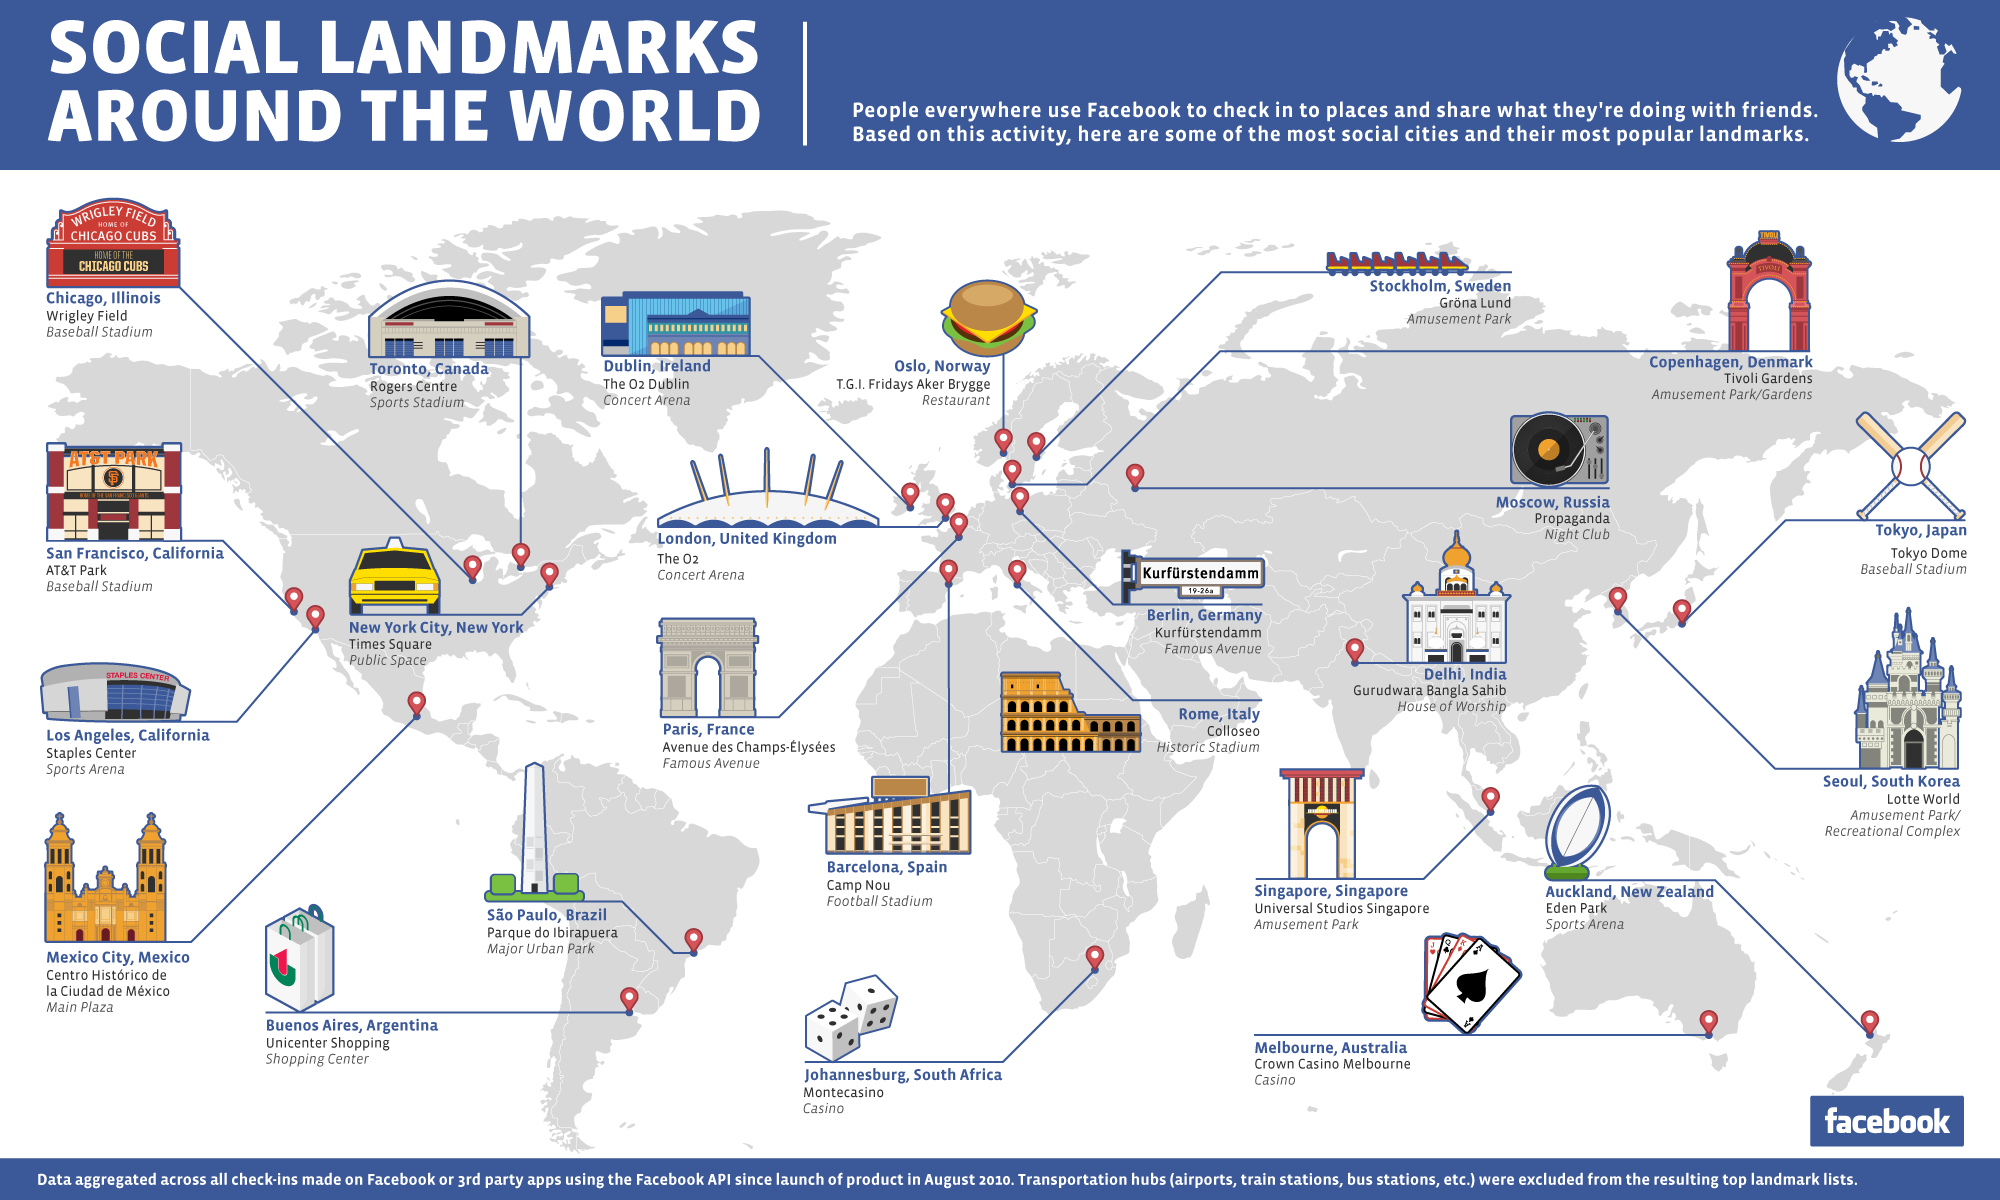 SOCIAL LANDMARKS
AROUND THE WORLD
People everywhere use Facebook to check in to places and share what they're doing with friends.
Based on this activity, here are some of the most social cities and their most popular landmarks.
WRIGLEY FIELD
HOME OF
CHICAGO CUBS
HOME OF THE
CHICAGO CUBS
Chicago, Illinois
Wrigley Field
Baseball Stadium
Toronto, Canada
Rogers Centre
Sports Stadium
Dublin, Ireland
The O2 Dublin
Concert Arena
Oslo, Norway
T.G.I. Fridays Aker Brygge
Restaurant
Stockholm, Sweden
Gröna Lund
Amusement Park
TIVOLI
TIVOLI
Copenhagen, Denmark
Tivoli Gardens
Amusement Park/Gardens
AT&T PARK
SF
HOME OF THE SAN FRANCISCO GIANTS
San Francisco, California
AT&T Park
Baseball Stadium
New York City, New York
Times Square
Public Space
London, United Kingdom
The O2
Concert Arena
Moscow, Russia
Propaganda
Night Club
Tokyo, Japan
Tokyo Dome
Baseball Stadium
Kurfürstendamm
19-26a
Berlin, Germany
Kurfürstendamm
Famous Avenue
Delhi, India
Gurudwara Bangla Sahib
House of Worship
STAPLES CENTER
Los Angeles, California
Staples Center
Sports Arena
Paris, France
Avenue des Champs-Élysées
Famous Avenue
Rome, Italy
Colloseo
Historic Stadium
Seoul, South Korea
Lotte World
Amusement Park/
Recreational Complex
Mexico City, Mexico
Centro Histórico de
la Ciudad de México
Main Plaza
São Paulo, Brazil
Parque do Ibirapuera
Major Urban Park
Barcelona, Spain
Camp Nou
Football Stadium
Singapore, Singapore
Universal Studios Singapore
Amusement Park
Auckland, New Zealand
Eden Park
Sports Arena
Buenos Aires, Argentina
Unicenter Shopping
Shopping Center
Johannesburg, South Africa
Montecasino
Casino
J
Q
K
A
A
Melbourne, Australia
Crown Casino Melbourne
Casino
facebook
Data aggregated across all check-ins made on Facebook or 3rd party apps using the Facebook API since launch of product in August 2010. Transportation hubs (airports, train stations, bus stations, etc.) were excluded from the resulting top landmark lists.